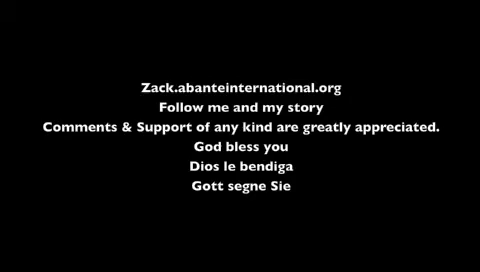 Zack.abanteinternational.org
Follow me and my story
Comments & Support of any kind are greatly appreciated.
God bless you
Dios le bendiga
Gott segne Sie